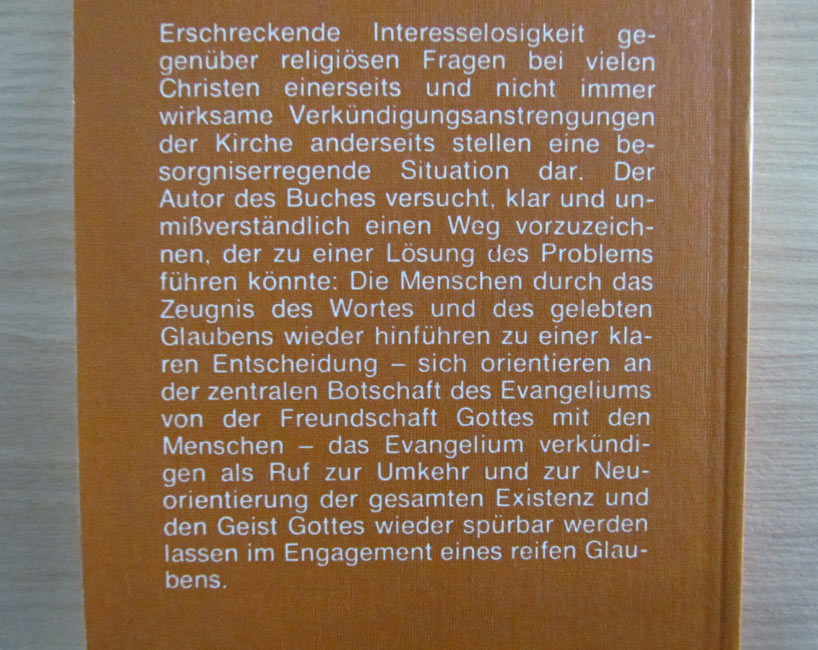 Erschreckende Interesselosigkeit ge-
genüber religiösen Fragen bei vielen
Christen einerseits und nicht immer
wirksame Verkündigungsanstrengungen
der Kirche anderseits stellen eine be-
sorgniserregende Situation dar. Der
Autor des Buches versucht, klar und un-
mißverständlich einen Weg vorzuzeich-
nen, der zu einer Lösung des Problems
führen könnte: Die Menschen durch das
Zeugnis des Wortes und des gelebten
Glaubens wieder hinführen zu einer kla-
ren Entscheidung – sich orientieren an
der zentralen Botschaft des Evangeliums
von der Freundschaft Gottes mit den
Menschen – das Evangelium verkündi-
gen als Ruf zur Umkehr und zur Neu-
orientierung der gesamten Existenz und
den Geist Gottes wieder spürbar werden
lassen im Engagement eines reifen Glau-
bens.